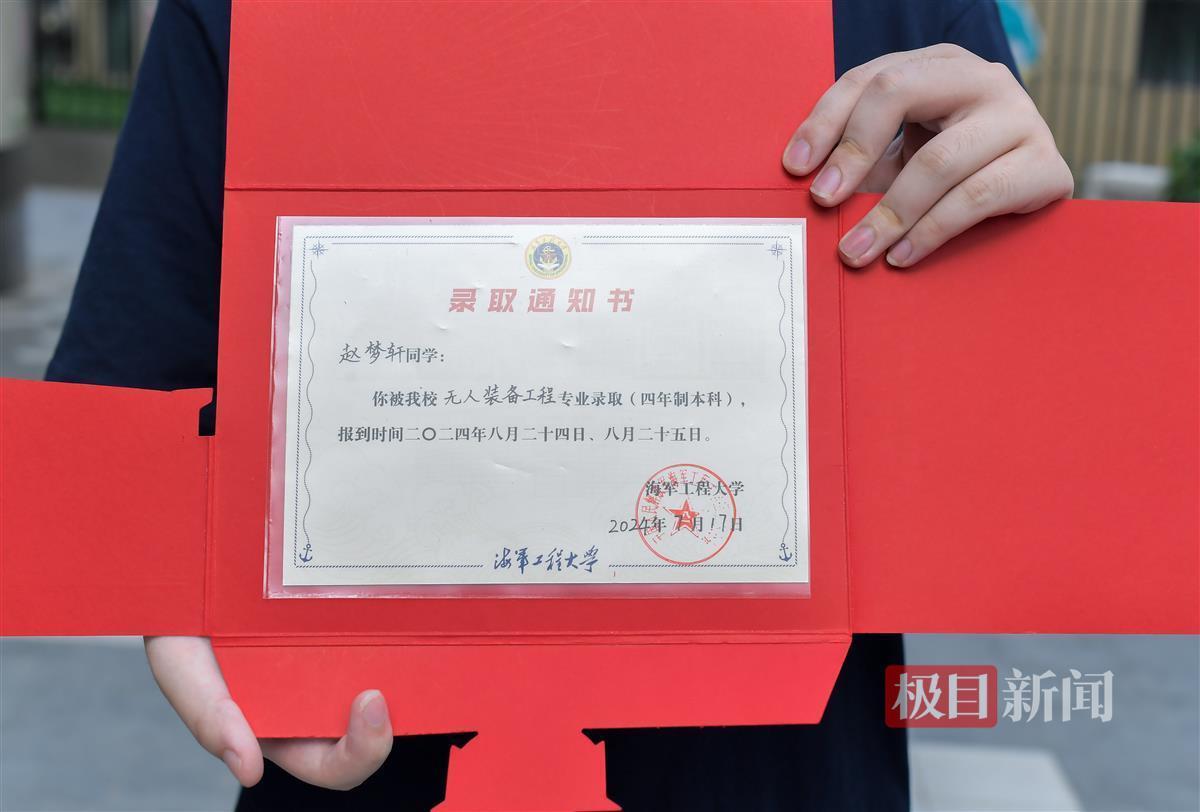 录取通知书
赵梦轩同学：
你被我校 无人装备工程 专业录取（四年制本科），
报到时间二〇二四年八月二十四日、八月二十五日。
海军工程大学
2024年7月17日
海军工程大学
极目新闻